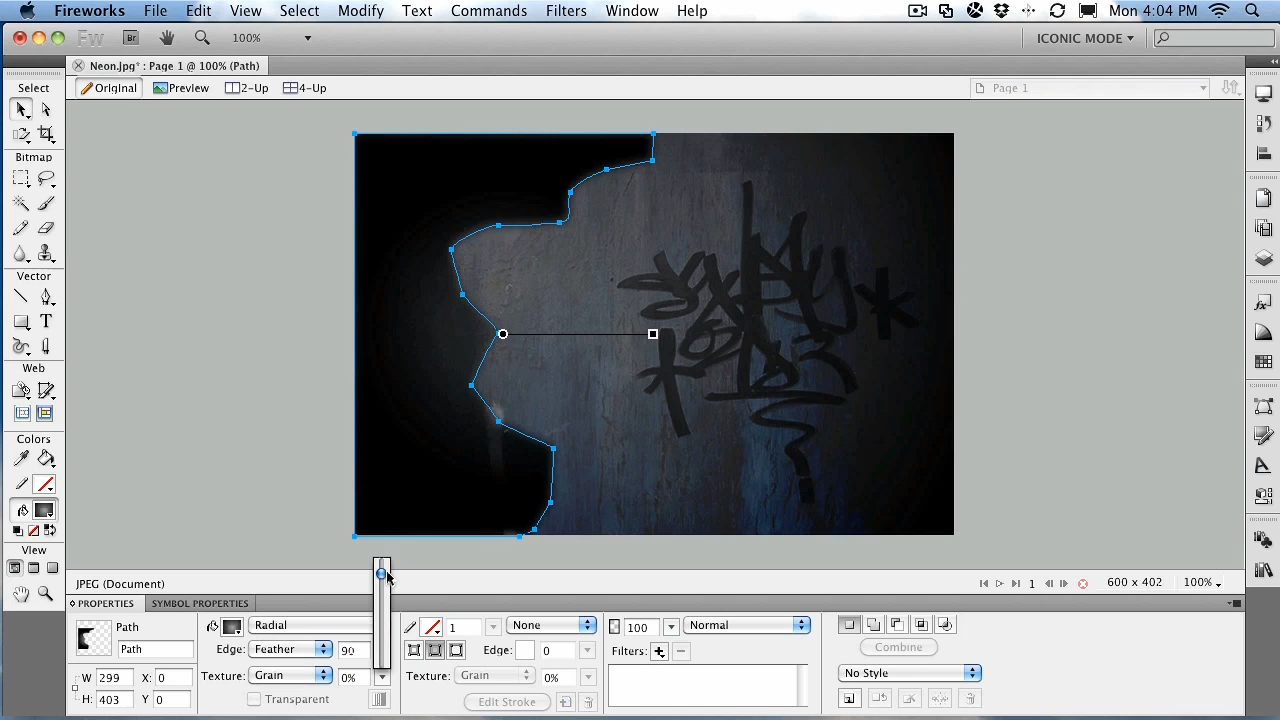 Fireworks File Edit View Select Modify Text Commands Filters Window Help Mon 4:04 PM
Fw Br 100% ICONIC MODE
Neon.jpg* : Page 1 @ 100% (Path)
Original Preview 2-Up 4-Up Page 1
Select
Bitmap
Vector
T
Web
Colors
View
JPEG (Document) 1 600 x 402 100%
PROPERTIES SYMBOL PROPERTIES
Path Radial 1 None 100 Normal
Path Edge: Feather 90 Edge: 0 Filters: Compound
W 299 X: 0 Texture: Grain 0% Texture: Grain 0% No Style
H: 403 Y: 0 Transparent Edit Stroke